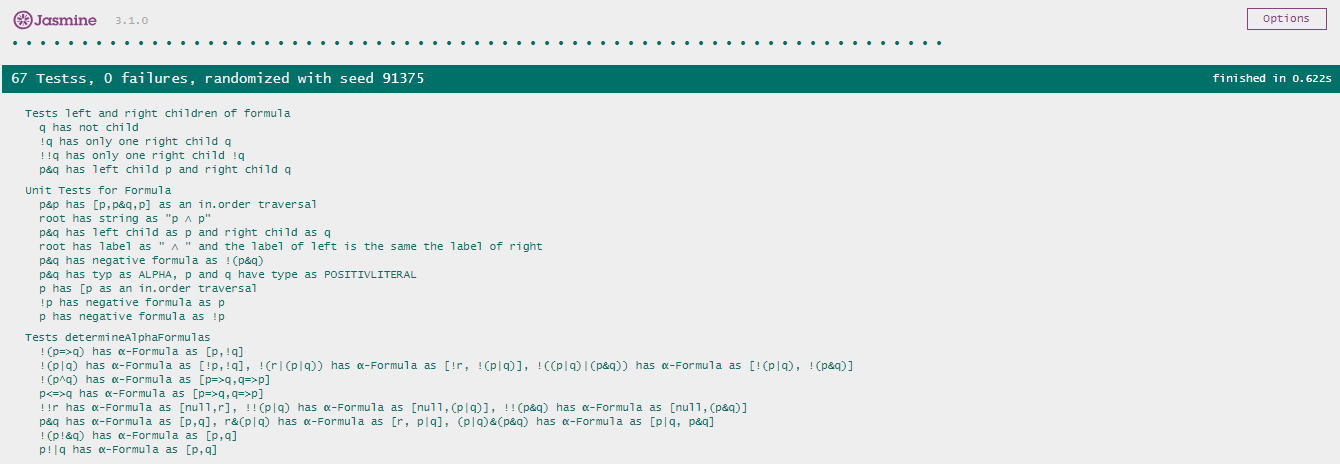 Jasmine 3.1.0 Options
67 Testss, 0 failures, randomized with seed 91375 finished in 0.622s
Tests left and right children of formula
q has not child
!q has only one right child q
!!q has only one right child !q
p&q has left child p and right child q
Unit Tests for Formula
p&p has [p,p&q,p] as an in.order traversal
root has string as "p ∧ p"
p&q has left child as p and right child as q
root has label as " ∧ " and the label of left is the same the label of right
p&q has negative formula as !(p&q)
p&q has typ as ALPHA, p and q have type as POSITIVLITERAL
p has [p as an in.order traversal
!p has negative formula as p
p has negative formula as !p
Tests determineAlphaFormulas
!(p=>q) has α-Formula as [p,!q]
!(p|q) has α-Formula as [!p,!q], !(r|(p|q)) has α-Formula as [!r, !(p|q)], !((p|q)|(p&q)) has α-Formula as [!(p|q), !(p&q)]
!(p^q) has α-Formula as [p=>q,q=>p]
p<=>q has α-Formula as [p=>q,q=>p]
!!r has α-Formula as [null,r], !!(p|q) has α-Formula as [null,(p|q)], !!(p&q) has α-Formula as [null,(p&q)]
p&q has α-Formula as [p,q], r&(p|q) has α-Formula as [r, p|q], (p|q)&(p&q) has α-Formula as [p|q, p&q]
!(p!&q) has α-Formula as [p,q]
p!|q has α-Formula as [p,q]